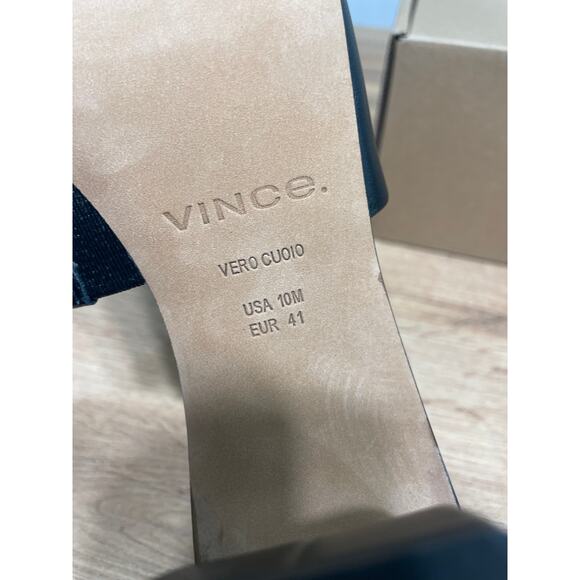 VINCe.
VERO CUOIO
USA 10M
EUR 41